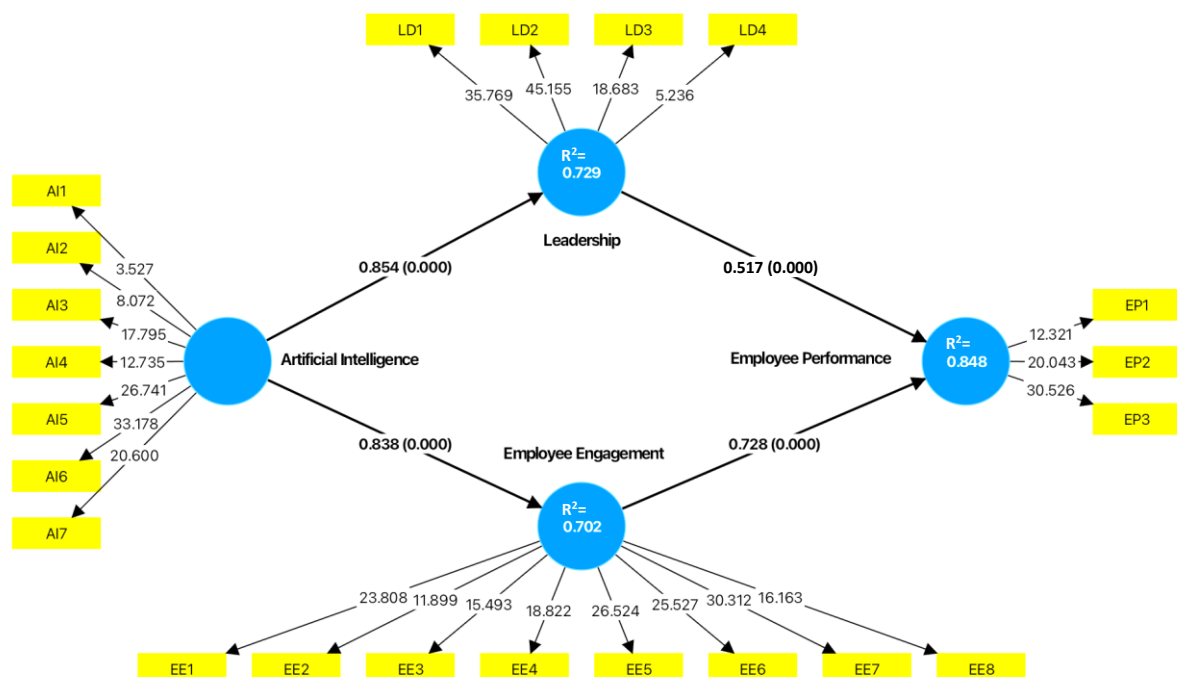 LD1
LD2
LD3
LD4
35.769
45.155
18.683
5.236
R²=
0.729
Leadership
AI1
AI2
AI3
AI4
AI5
AI6
AI7
3.527
8.072
17.795
12.735
26.741
33.178
20.600
Artificial Intelligence
0.854 (0.000)
0.838 (0.000)
0.517 (0.000)
0.728 (0.000)
Employee Performance
R²=
0.848
12.321
20.043
30.526
EP1
EP2
EP3
Employee Engagement
R²=
0.702
23.808
11.899
15.493
18.822
26.524
25.527
30.312
16.163
EE1
EE2
EE3
EE4
EE5
EE6
EE7
EE8